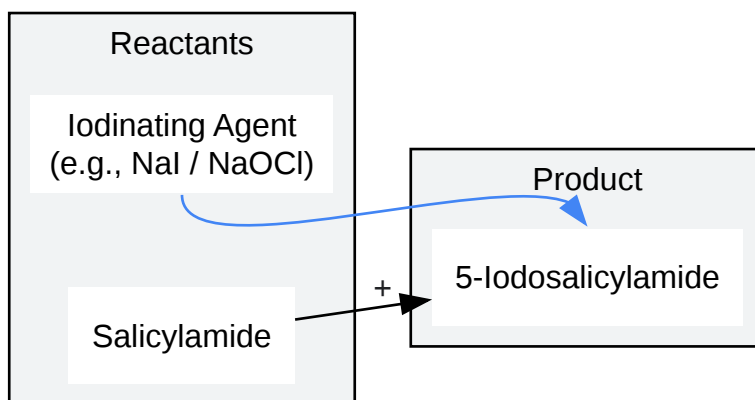 Reactants
Iodinating Agent
(e.g., NaI / NaOCl)
Product
5-Iodosalicylamide
+
Salicylamide